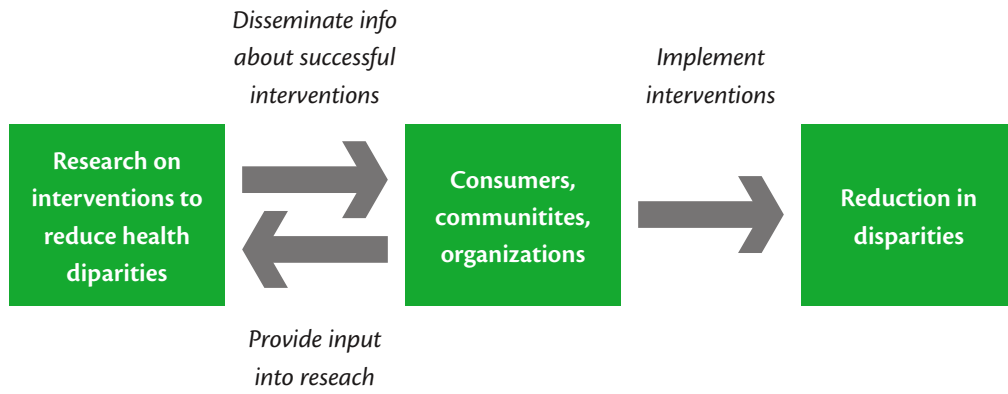 Disseminate info
about successful
interventions
Implement
interventions
Research on
interventions to
reduce health
diparities
Consumers,
communitites,
organizations
Reduction in
disparities
Provide input
into reseach